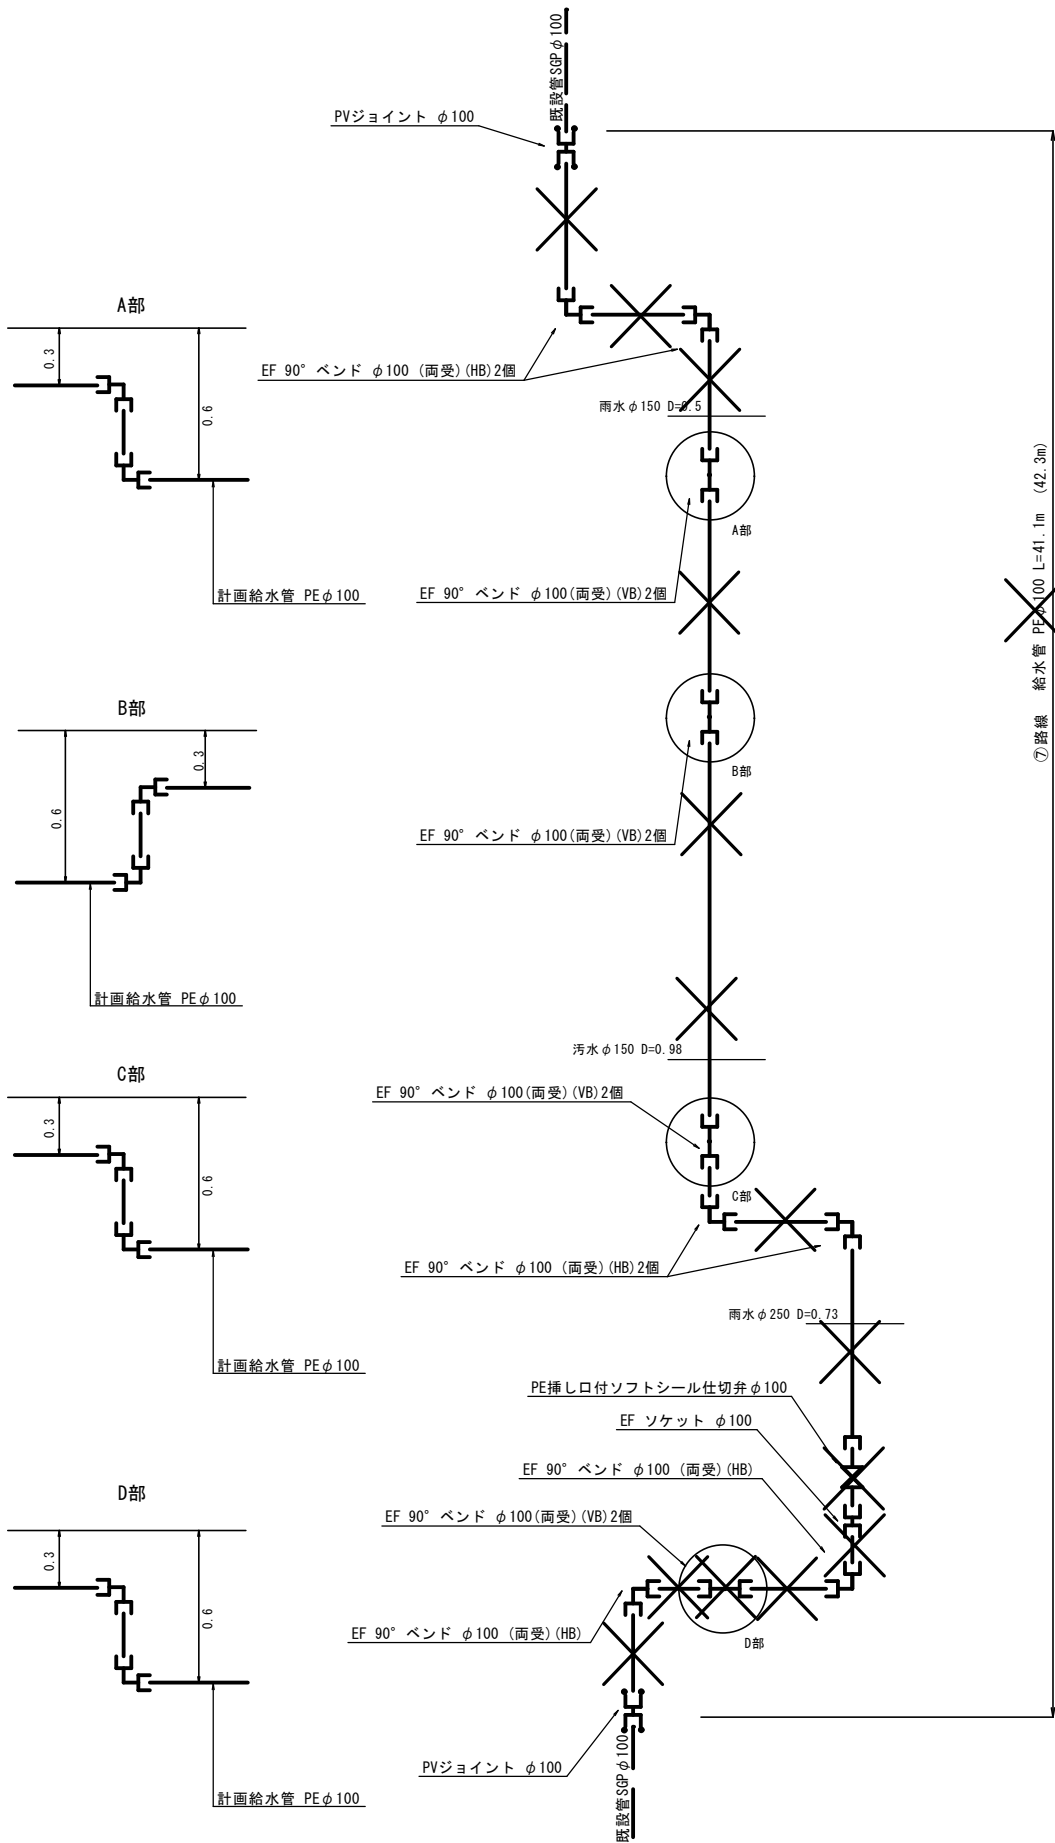 既設管SGPφ100
PVジョイント φ100
A部
0.3
0.6
EF 90° ベンド φ100 (両受)(HB)2個
雨水φ150 D=0.5
A部
計画給水管 PEφ100
EF 90° ベンド φ100(両受)(VB)2個
⑦路線 給水管 PEφ100 L=41.1m (42.3m)
B部
0.6
0.3
B部
EF 90° ベンド φ100(両受)(VB)2個
計画給水管 PEφ100
汚水φ150 D=0.98
C部
0.3
0.6
EF 90° ベンド φ100(両受)(VB)2個
C部
EF 90° ベンド φ100 (両受)(HB)2個
雨水φ250 D=0.73
計画給水管 PEφ100
PE挿し口付ソフトシール仕切弁φ100
EF ソケット φ100
EF 90° ベンド φ100 (両受)(HB)
D部
0.3
0.6
EF 90° ベンド φ100(両受)(VB)2個
EF 90° ベンド φ100 (両受)(HB)
D部
PVジョイント φ100
計画給水管 PEφ100
既設管SGPφ100